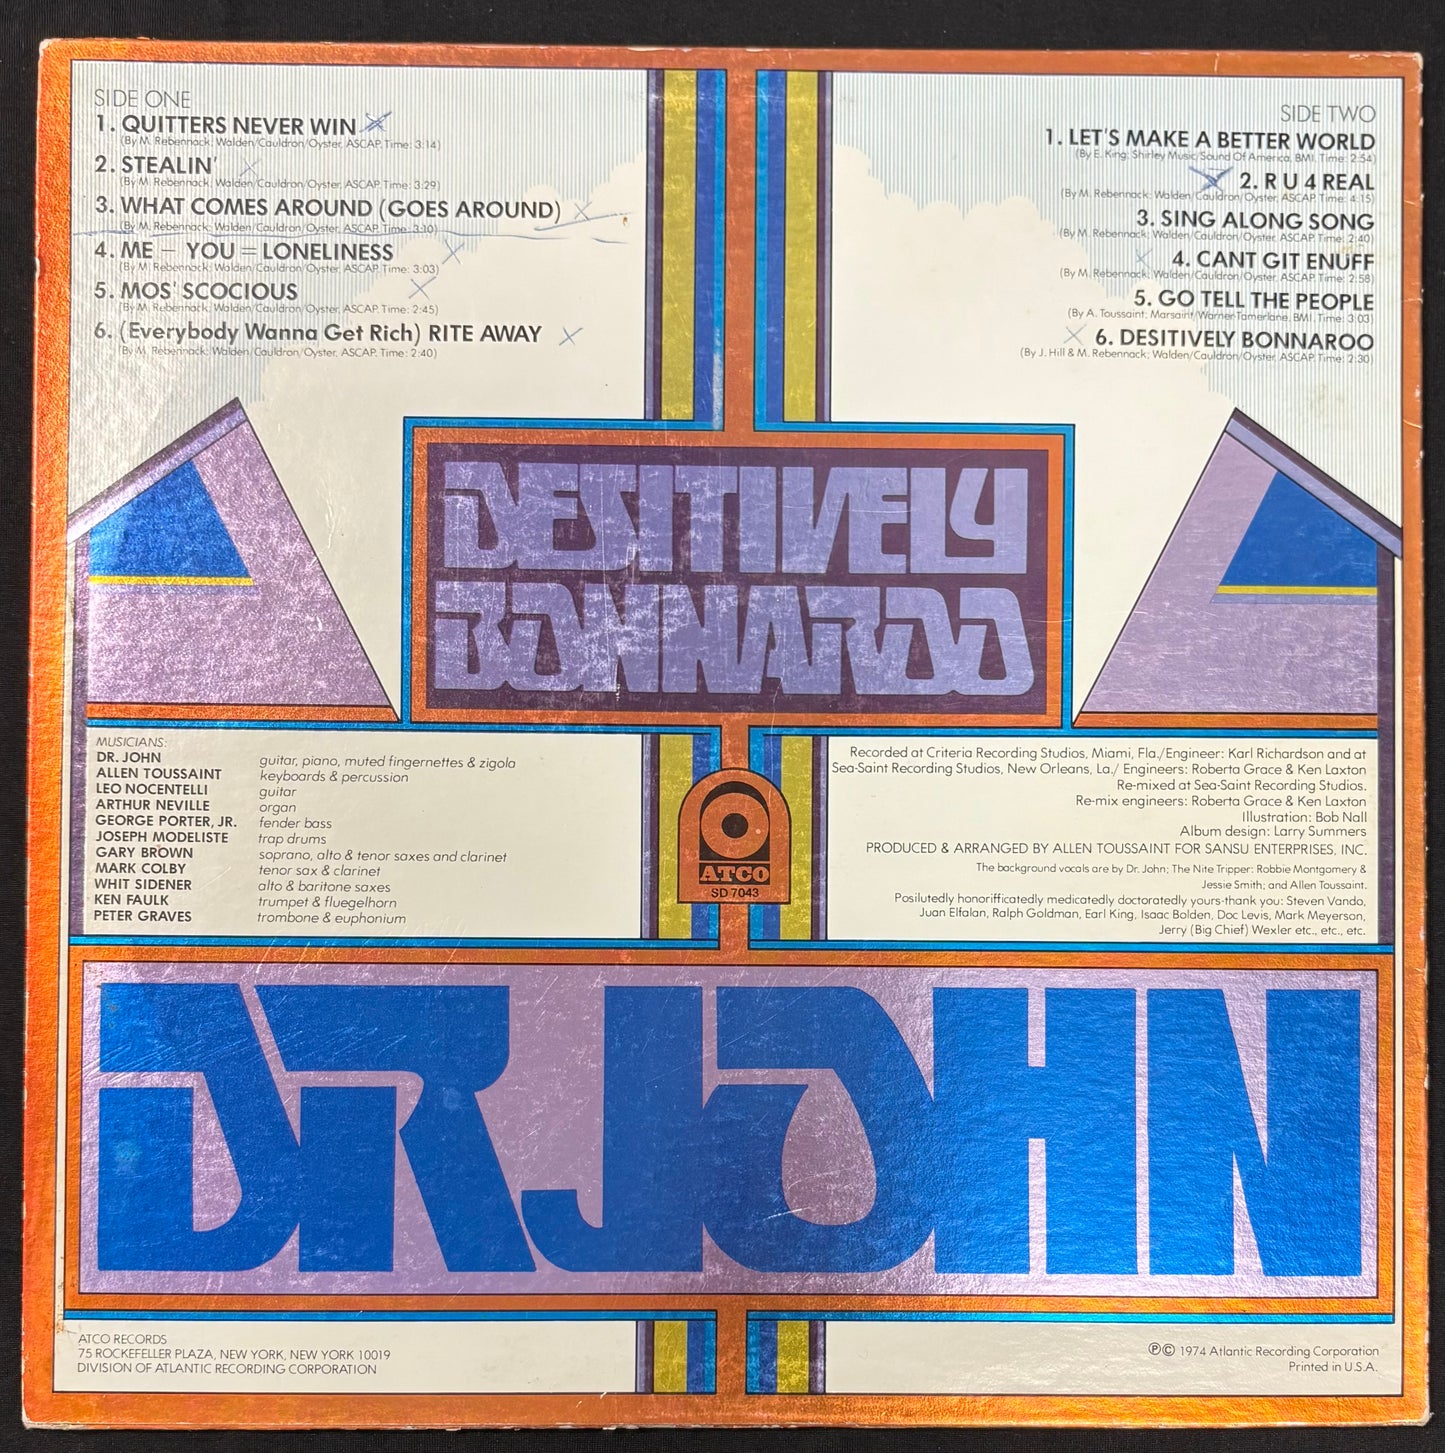 SIDE ONE
1. QUITTERS NEVER WIN
(By M. Rebennack; Walden/Cauldron/Oyster, ASCAP. Time: 3:14)
2. STEALIN'
(By M. Rebennack; Walden/Cauldron/Oyster, ASCAP. Time: 3:29)
3. WHAT COMES AROUND (GOES AROUND)
(By M. Rebennack; Walden/Cauldron/Oyster, ASCAP. Time: 3:10)
4. ME – YOU = LONELINESS
(By M. Rebennack; Walden/Cauldron/Oyster, ASCAP. Time: 3:03)
5. MOS' SCOCIOUS
(By M. Rebennack; Walden/Cauldron/Oyster, ASCAP. Time: 2:45)
6. (Everybody Wanna Get Rich) RITE AWAY
(By M. Rebennack; Walden/Cauldron/Oyster, ASCAP. Time: 2:40)
SIDE TWO
1. LET'S MAKE A BETTER WORLD
(By E. King; Shirley Music/Sound Of America, BMI. Time: 2:54)
2. R U 4 REAL
(By M. Rebennack; Walden/Cauldron/Oyster, ASCAP. Time: 4:15)
3. SING ALONG SONG
(By M. Rebennack; Walden/Cauldron/Oyster, ASCAP. Time: 2:40)
4. CANT GIT ENUFF
(By M. Rebennack; Walden/Cauldron/Oyster, ASCAP. Time: 2:58)
5. GO TELL THE PEOPLE
(By A. Toussaint; Marsaint/Warner-Tamerlane, BMI. Time: 3:03)
6. DESITIVELY BONNAROO
(By J. Hill & M. Rebennack; Walden/Cauldron/Oyster, ASCAP. Time: 2:30)
DESITIVELY
BONNAROO
MUSICIANS:
DR. JOHN guitar, piano, muted fingernettes & zigola
ALLEN TOUSSAINT keyboards & percussion
LEO NOCENTELLI guitar
ARTHUR NEVILLE organ
GEORGE PORTER, JR. fender bass
JOSEPH MODELISTE trap drums
GARY BROWN soprano, alto & tenor saxes and clarinet
MARK COLBY tenor sax & clarinet
WHIT SIDENER alto & baritone saxes
KEN FAULK trumpet & fluegelhorn
PETER GRAVES trombone & euphonium
ATCO
SD 7043
Recorded at Criteria Recording Studios, Miami, Fla./Engineer: Karl Richardson and at
Sea-Saint Recording Studios, New Orleans, La./ Engineers: Roberta Grace & Ken Laxton
Re-mixed at Sea-Saint Recording Studios.
Re-mix engineers: Roberta Grace & Ken Laxton
Illustration: Bob Nall
Album design: Larry Summers
PRODUCED & ARRANGED BY ALLEN TOUSSAINT FOR SANSU ENTERPRISES, INC.
The background vocals are by Dr. John; The Nite Tripper: Robbie Montgomery &
Jessie Smith; and Allen Toussaint.
Posilutedly honorifficatedly medicatedly doctoratedly yours-thank you: Steven Vando,
Juan Elfalan, Ralph Goldman, Earl King, Isaac Bolden, Doc Levis, Mark Meyerson,
Jerry (Big Chief) Wexler etc., etc., etc.
DR JOHN
ATCO RECORDS
75 ROCKEFELLER PLAZA, NEW YORK, NEW YORK 10019
DIVISION OF ATLANTIC RECORDING CORPORATION
℗© 1974 Atlantic Recording Corporation
Printed in U.S.A.